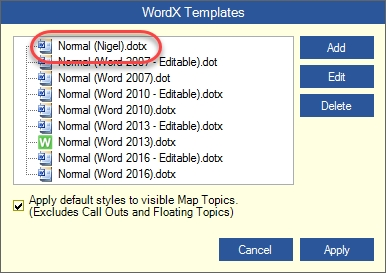 WordX Templates
Normal (Nigel).dotx
Normal (Word 2007 - Editable).dot
Normal (Word 2007).dot
Normal (Word 2010 - Editable).dotx
Normal (Word 2010).dotx
Normal (Word 2013 - Editable).dotx
W Normal (Word 2013).dotx
Normal (Word 2016 - Editable).dotx
Normal (Word 2016).dotx
Add
Edit
Delete
Apply default styles to visible Map Topics.
(Excludes Call Outs and Floating Topics)
Cancel
Apply